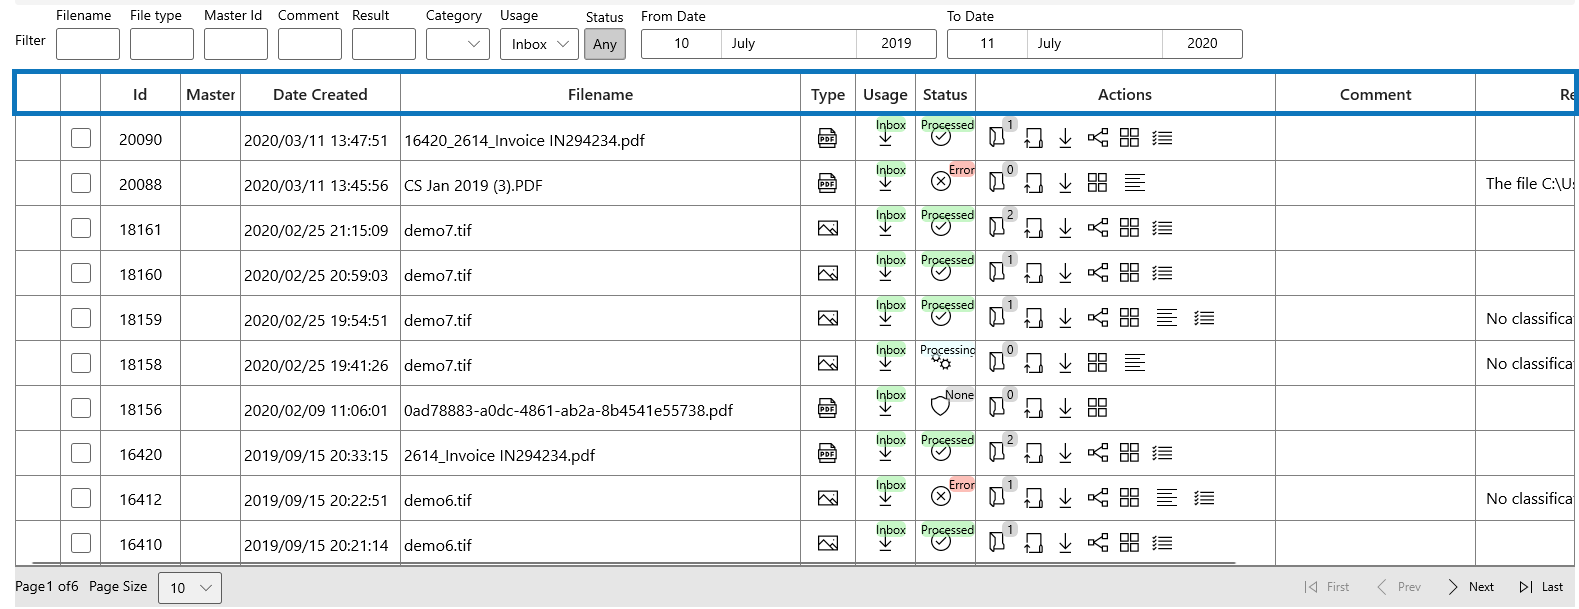 Filename File type Master Id Comment Result Category Usage Status From Date To Date
Filter Inbox Any 10 July 2019 11 July 2020
Id Master Date Created Filename Type Usage Status Actions Comment Re
20090 2020/03/11 13:47:51 16420_2614_Invoice IN294234.pdf PDF Inbox Processed 1
20088 2020/03/11 13:45:56 CS Jan 2019 (3).PDF PDF Inbox Error 0 The file C:\Us
18161 2020/02/25 21:15:09 demo7.tif Inbox Processed 2
18160 2020/02/25 20:59:03 demo7.tif Inbox Processed 1
18159 2020/02/25 19:54:51 demo7.tif Inbox Processed 1 No classifica
18158 2020/02/25 19:41:26 demo7.tif Inbox Processing 0 No classifica
18156 2020/02/09 11:06:01 0ad78883-a0dc-4861-ab2a-8b4541e55738.pdf PDF Inbox None 0
16420 2019/09/15 20:33:15 2614_Invoice IN294234.pdf PDF Inbox Processed 2
16412 2019/09/15 20:22:51 demo6.tif Inbox Error 1 No classifica
16410 2019/09/15 20:21:14 demo6.tif Inbox Processed 1
Page1 of6 Page Size 10 First Prev Next Last